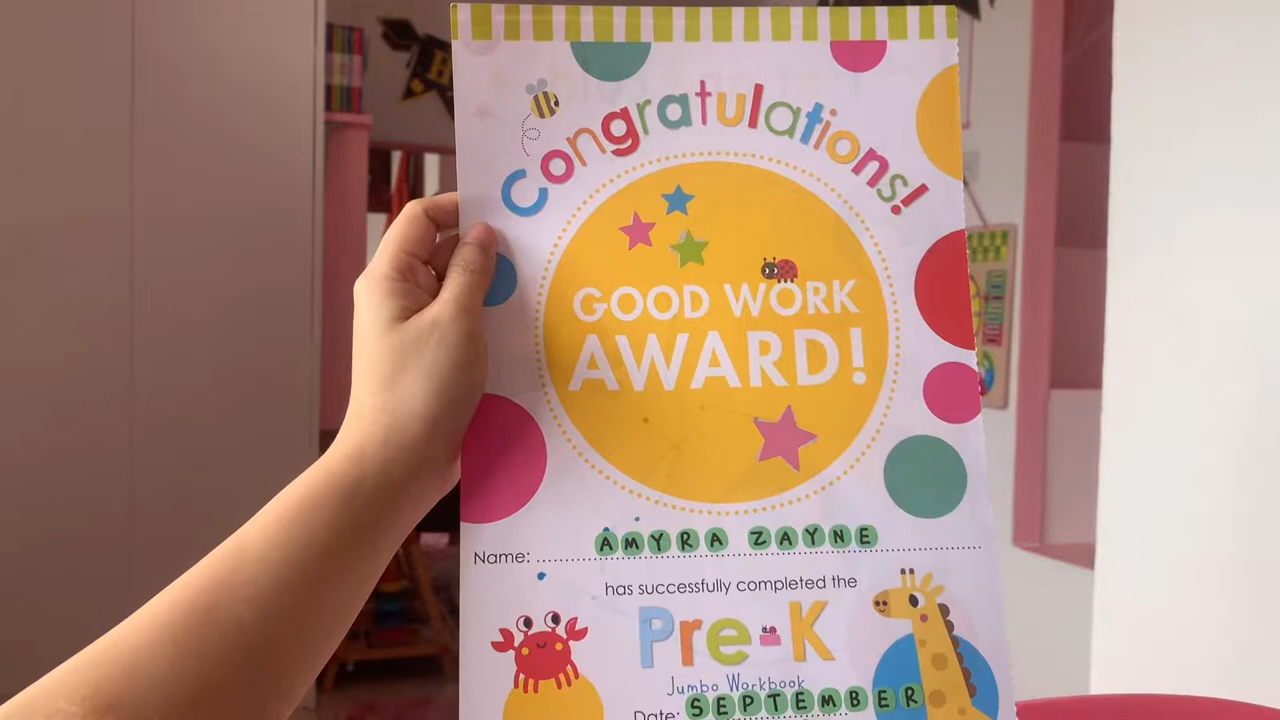 Congratulations!
GOOD WORK
AWARD!
Name: AMYRA ZAYNE
has successfully completed the
Pre-K
Jumbo Workbook
Date: SEPTEMBER